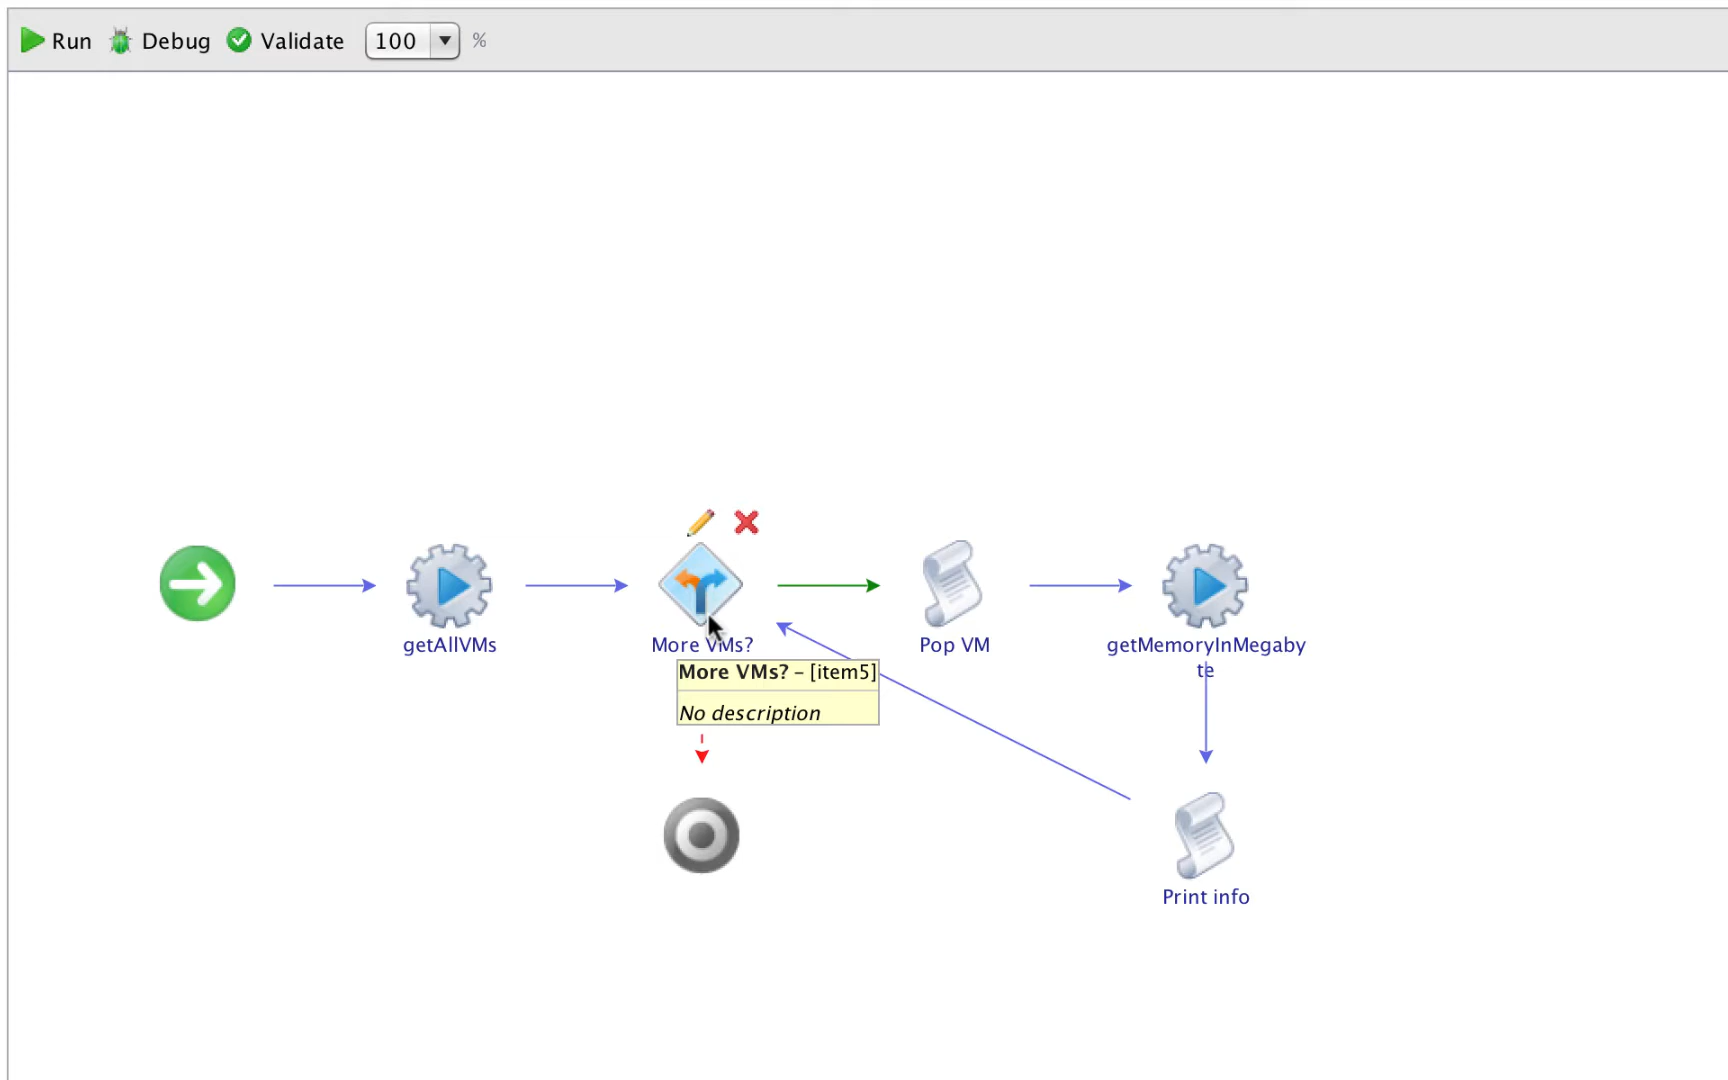 Run Debug Validate 100 %
getAllVMs
More VMs?
Pop VM
getMemoryInMegaby
te
More VMs? – [item5]
No description
Print info